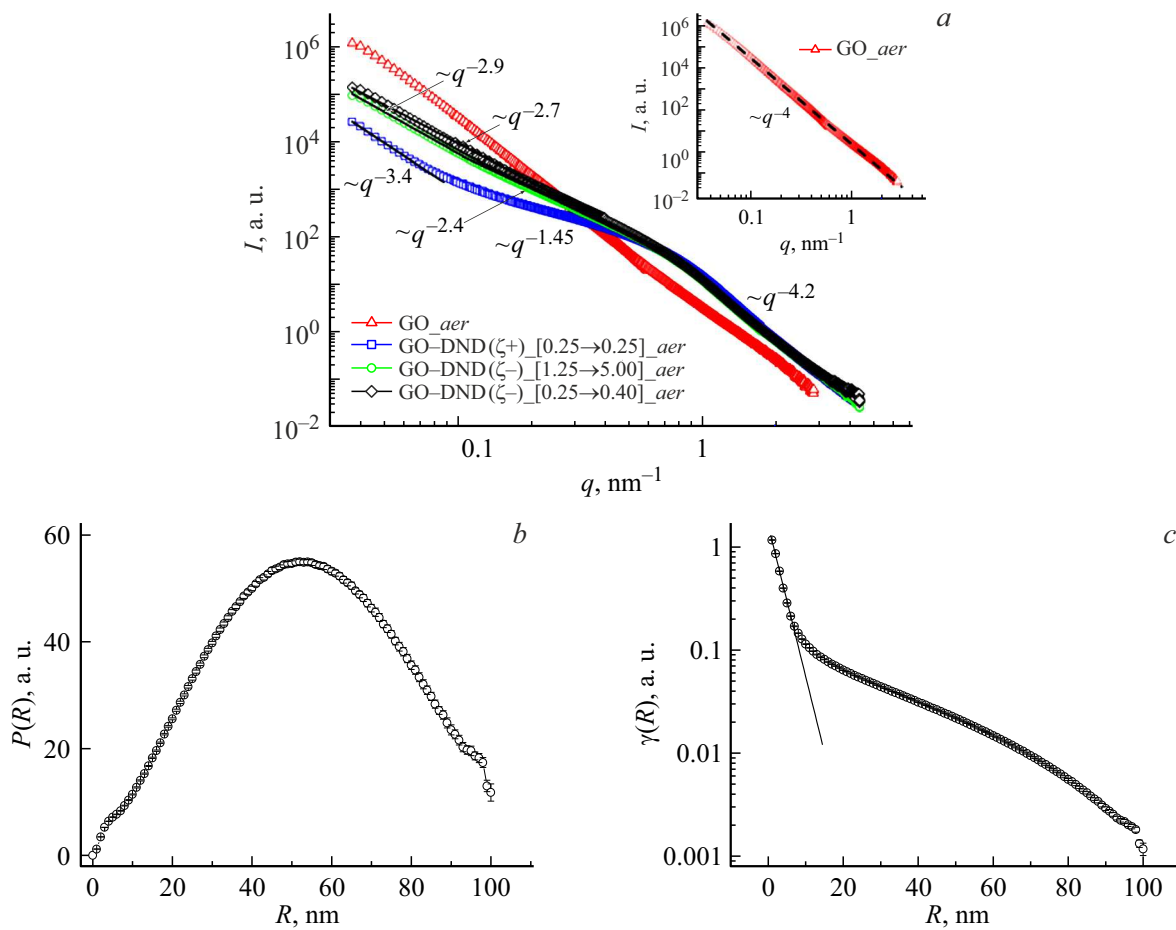 a
I, a. u.
10^6
10^4
10^2
10^0
10^−2
0.1
1
q, nm^−1
~q^−2.9
~q^−2.7
~q^−3.4
~q^−2.4
~q^−1.45
~q^−4.2
GO_aer
GO–DND(ζ+)_[0.25→0.25]_aer
GO–DND(ζ–)_[1.25→5.00]_aer
GO–DND(ζ–)_[0.25→0.40]_aer
I, a. u.
10^6
10^4
10^2
10^0
10^−2
0.1
1
q, nm^−1
GO_aer
~q^−4
b
P(R), a. u.
60
40
20
0
0
20
40
60
80
100
R, nm
c
γ(R), a. u.
1
0.1
0.01
0.001
0
20
40
60
80
100
R, nm